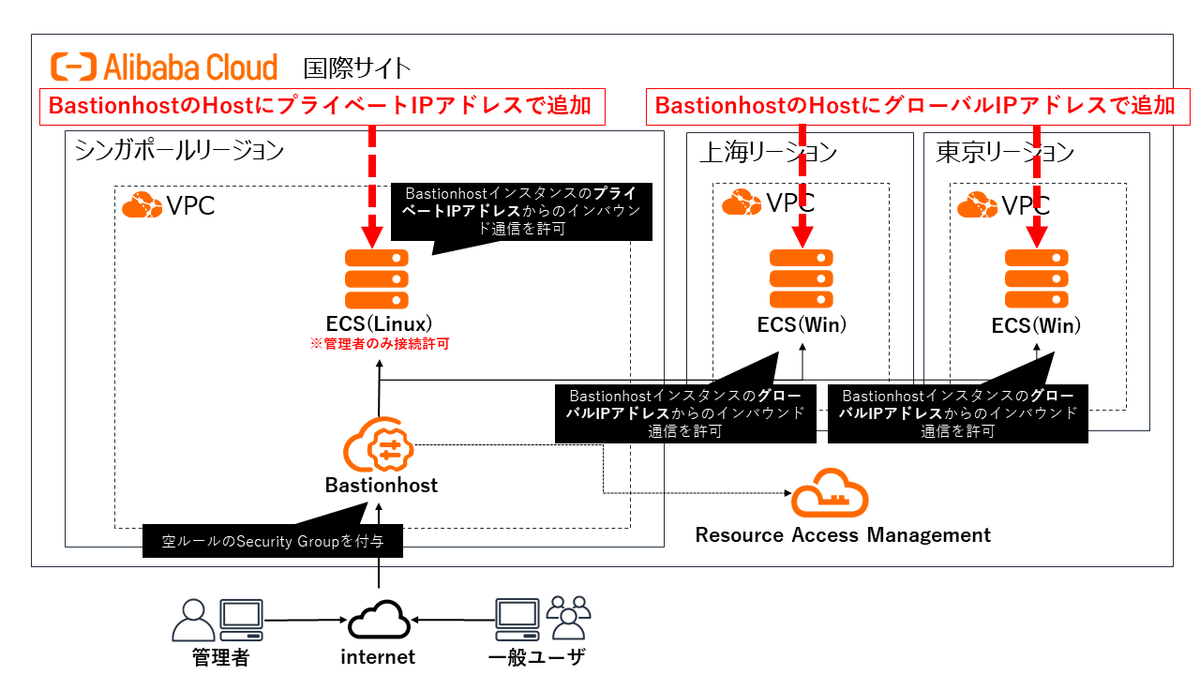 Alibaba Cloud 国際サイト
BastionhostのHostにプライベートIPアドレスで追加
BastionhostのHostにグローバルIPアドレスで追加
シンガポールリージョン
上海リーション
東京リーション
VPC
Bastionhostインスタンスのプライ
ベートIPアドレスからのインバウン
ド通信を許可
VPC
VPC
ECS(Linux)
※管理者のみ接続許可
ECS(Win)
ECS(Win)
Bastionhostインスタンスのグロー
バルIPアドレスからのインバウンド
通信を許可
Bastionhostインスタンスのグロー
バルIPアドレスからのインバウンド
通信を許可
Bastionhost
空ルールのSecurity Groupを付与
Resource Access Management
管理者
internet
一般ユーザ